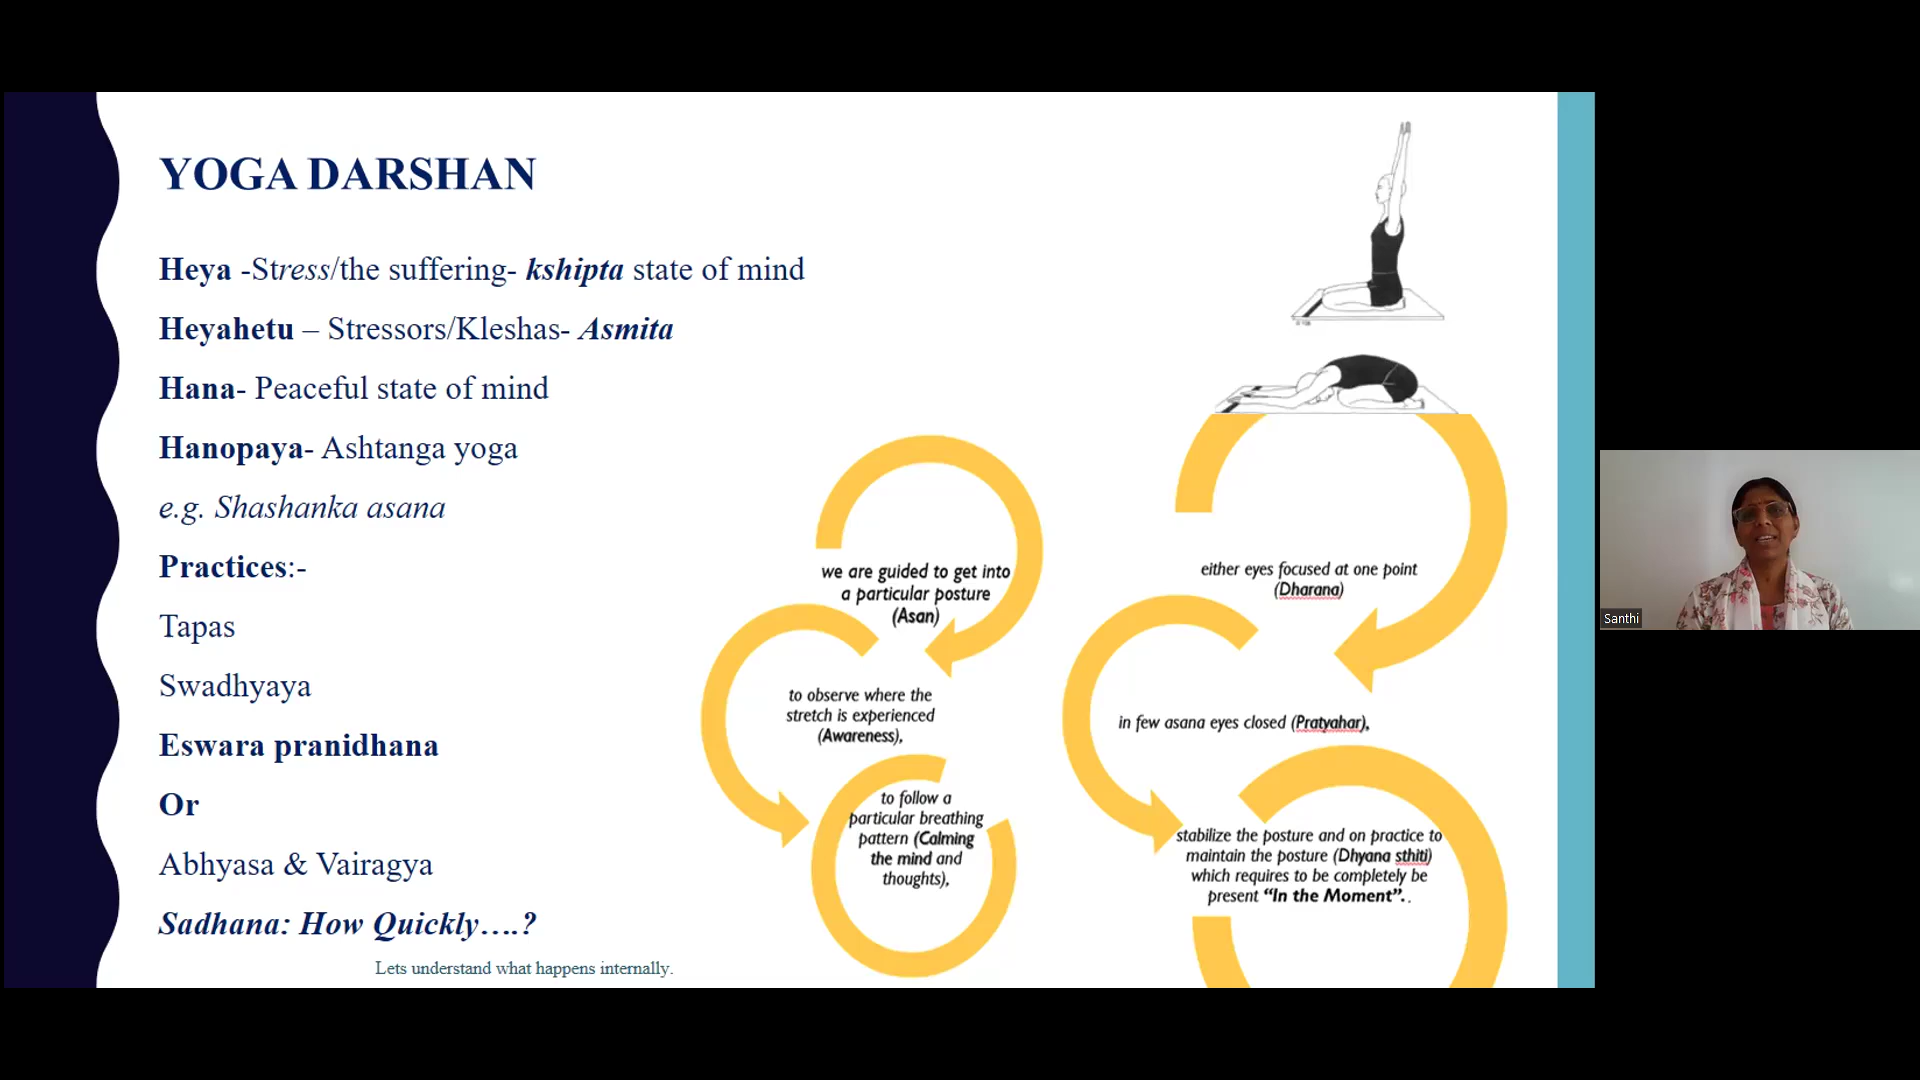 YOGA DARSHAN
Heya -Stress/the suffering- kshipta state of mind
Heyahetu – Stressors/Kleshas- Asmita
Hana- Peaceful state of mind
Hanopaya- Ashtanga yoga
e.g. Shashanka asana
Practices:-
Tapas
Swadhyaya
Eswara pranidhana
Or
Abhyasa & Vairagya
Sadhana: How Quickly….?
Lets understand what happens internally.
we are guided to get into
a particular posture
(Asan)
to observe where the
stretch is experienced
(Awareness),
to follow a
particular breathing
pattern (Calming
the mind and
thoughts),
either eyes focused at one point
(Dharana)
in few asana eyes closed (Pratyahar),
stabilize the posture and on practice to
maintain the posture (Dhyana sthiti)
which requires to be completely be
present “In the Moment”. .
Santhi